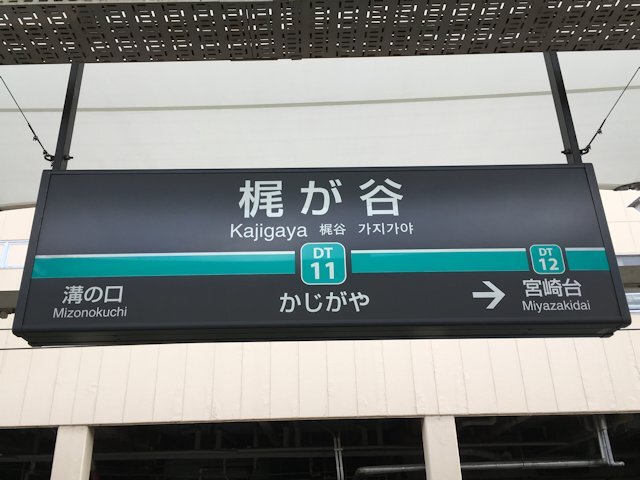 梶が谷
Kajigaya 梶谷 가지가야
DT
11
DT
12
溝の口
Mizonokuchi
かじがや
→ 宮崎台
Miyazakidai